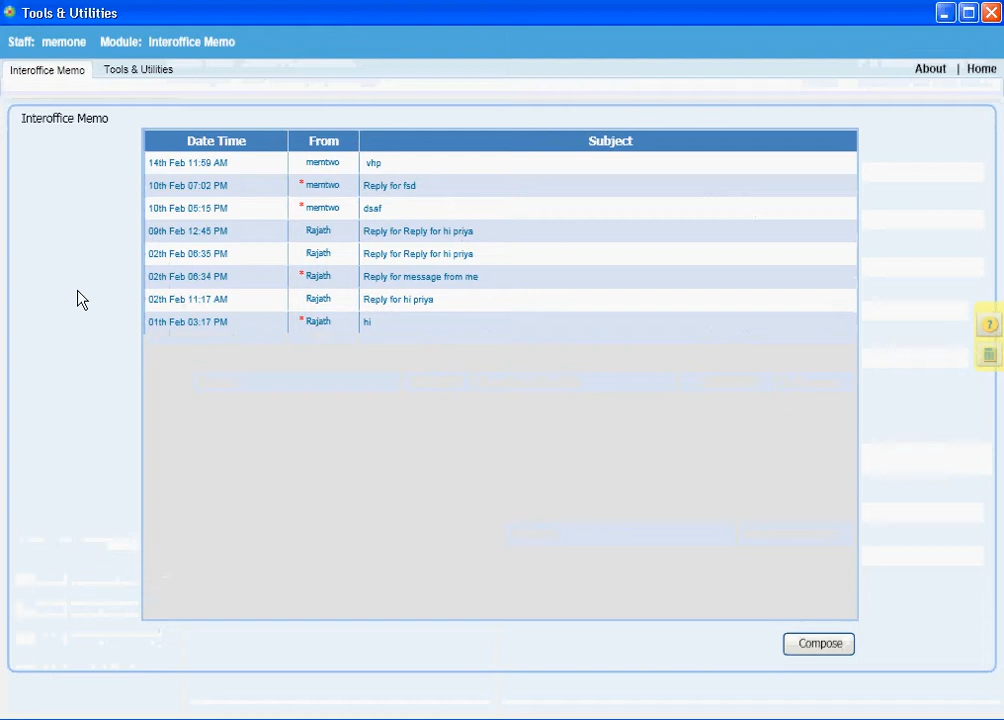 Tools & Utilities
Staff: memone Module: Interoffice Memo
Interoffice Memo Tools & Utilities About | Home
Interoffice Memo
Date Time From Subject
14th Feb 11:59 AM memtwo vhp
10th Feb 07:02 PM * memtwo Reply for fsd
10th Feb 05:15 PM * memtwo dsaf
09th Feb 12:45 PM Rajath Reply for Reply for hi priya
02th Feb 06:35 PM Rajath Reply for Reply for hi priya
02th Feb 06:34 PM * Rajath Reply for message from me
02th Feb 11:17 AM Rajath Reply for hi priya
01th Feb 03:17 PM * Rajath hi
?
Compose